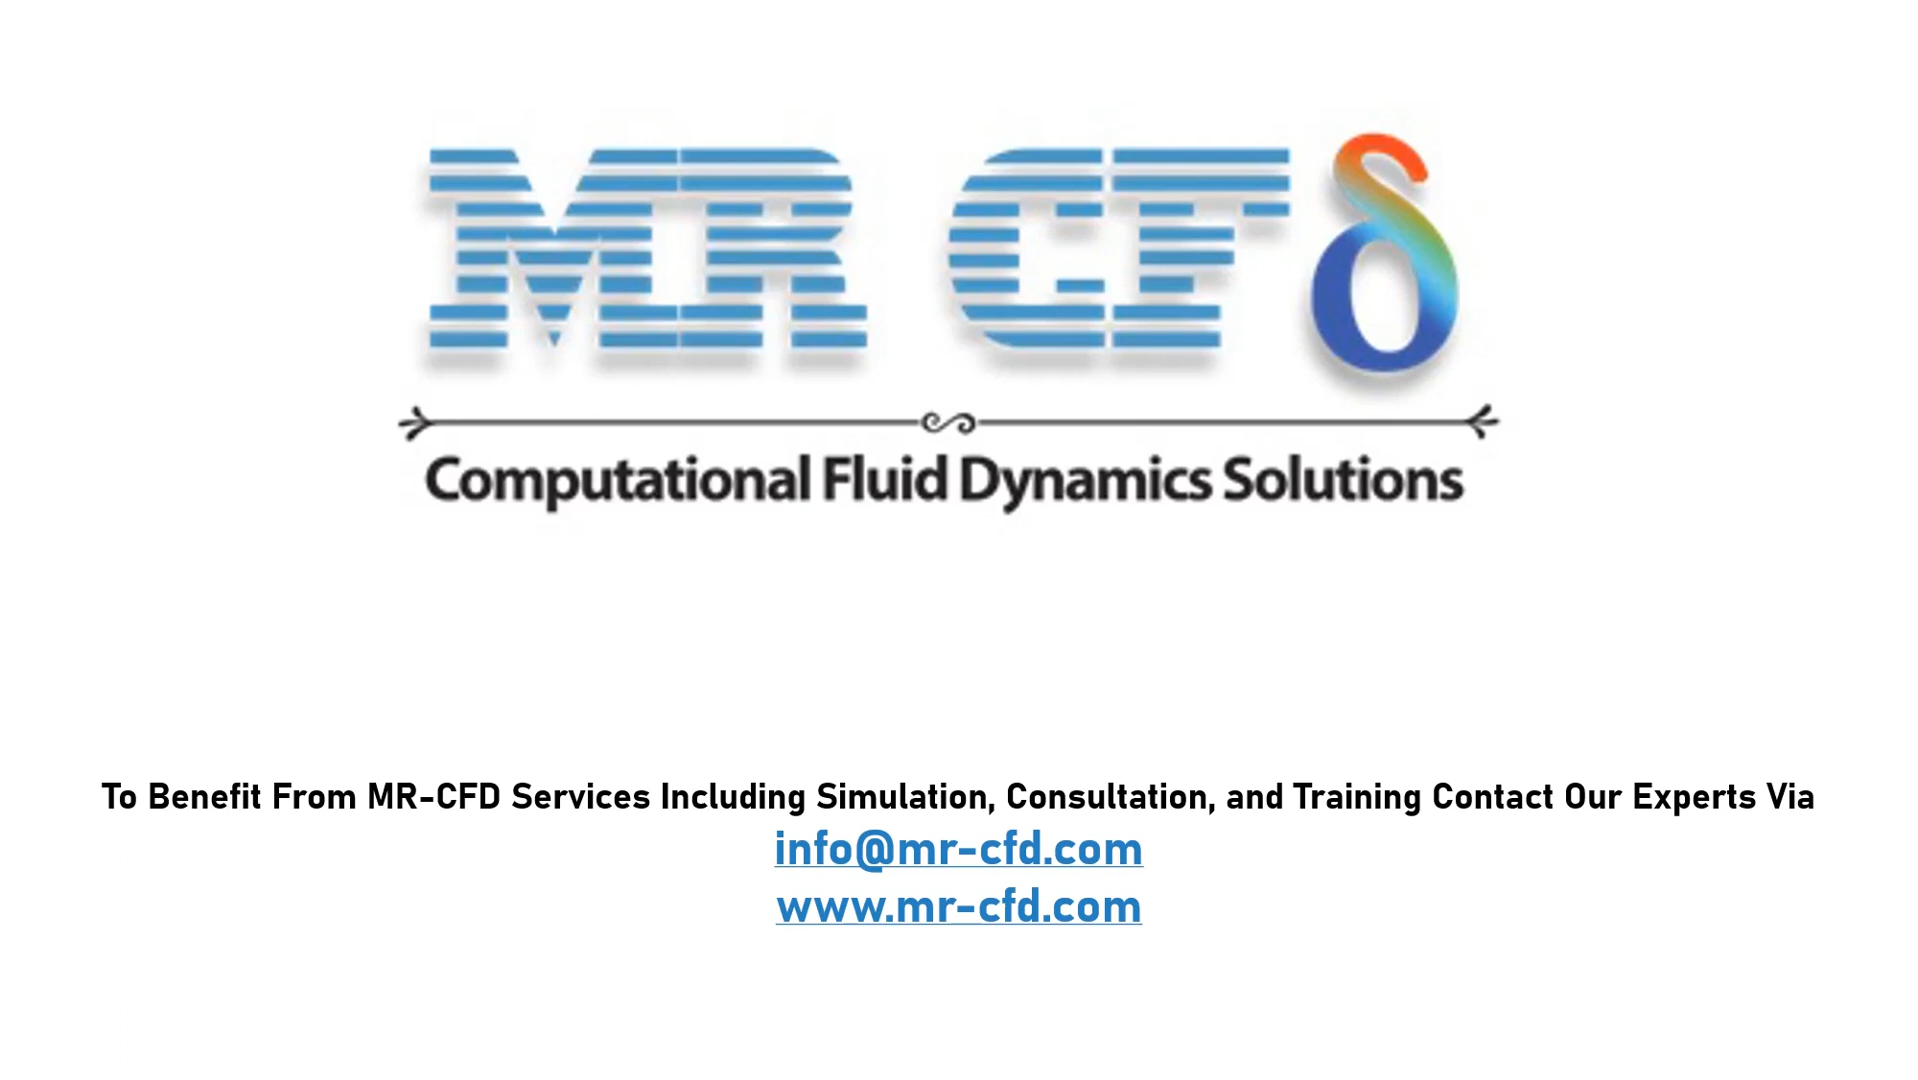 MR CFδ
Computational Fluid Dynamics Solutions
To Benefit From MR-CFD Services Including Simulation, Consultation, and Training Contact Our Experts Via
info@mr-cfd.com
www.mr-cfd.com